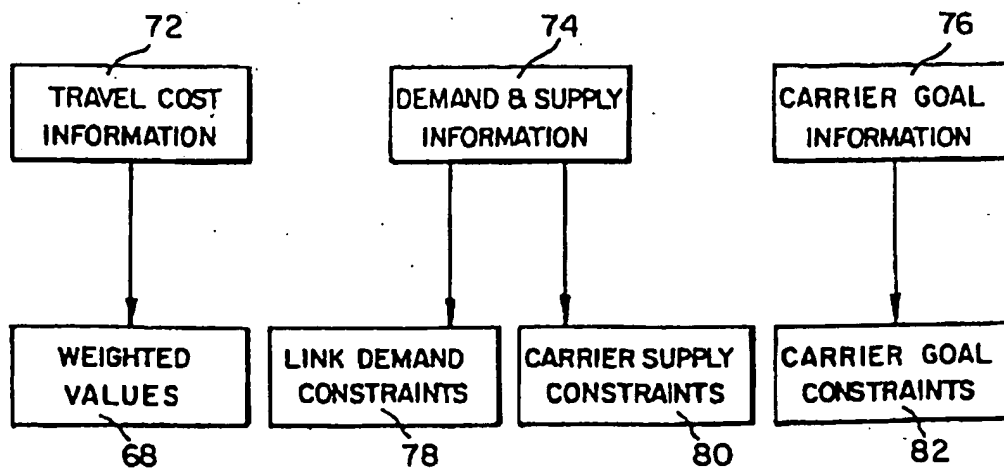 72
74
76
TRAVEL COST
INFORMATION
DEMAND & SUPPLY
INFORMATION
CARRIER GOAL
INFORMATION
WEIGHTED
VALUES
LINK DEMAND
CONSTRAINTS
CARRIER SUPPLY
CONSTRAINTS
CARRIER GOAL
CONSTRAINTS
68
78
80
82